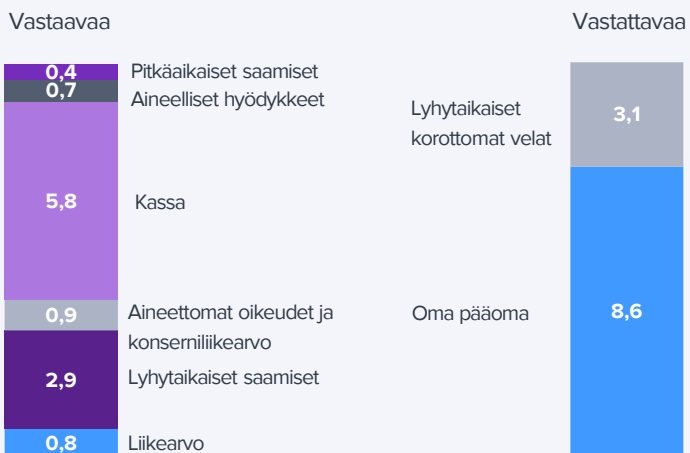 Vastaavaa
Vastattavaa
0,4 Pitkäaikaiset saamiset
0,7 Aineelliset hyödykkeet
5,8 Kassa
0,9 Aineettomat oikeudet ja
konserniliikearvo
2,9 Lyhytaikaiset saamiset
0,8 Liikearvo
Lyhytaikaiset
korottomat velat
3,1
Oma pääoma
8,6